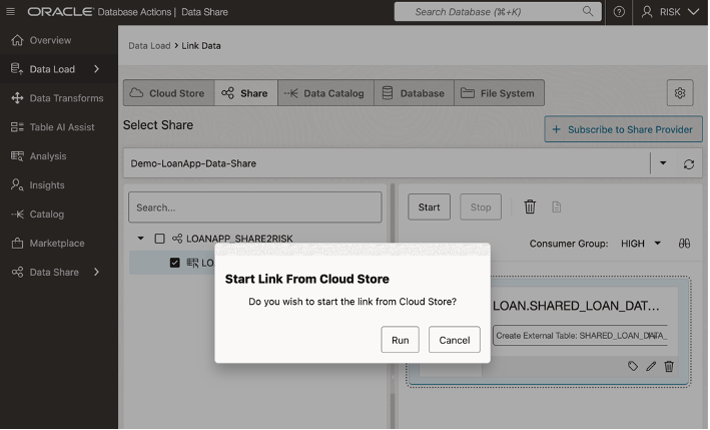 ORACLE Database Actions | Data Share
Search Database (⌘+K)
RISK
Overview
Data Load
Data Transforms
Table AI Assist
Analysis
Insights
Catalog
Marketplace
Data Share
Data Load > Link Data
Cloud Store
Share
Data Catalog
Database
File System
Select Share
+ Subscribe to Share Provider
Demo-LoanApp-Data-Share
Search...
Start
Stop
Consumer Group: HIGH
LOANAPP_SHARE2RISK
LO
LOAN.SHARED_LOAN_DAT...
Create External Table: SHARED_LOAN_DATA_
Start Link From Cloud Store
Do you wish to start the link from Cloud Store?
Run
Cancel